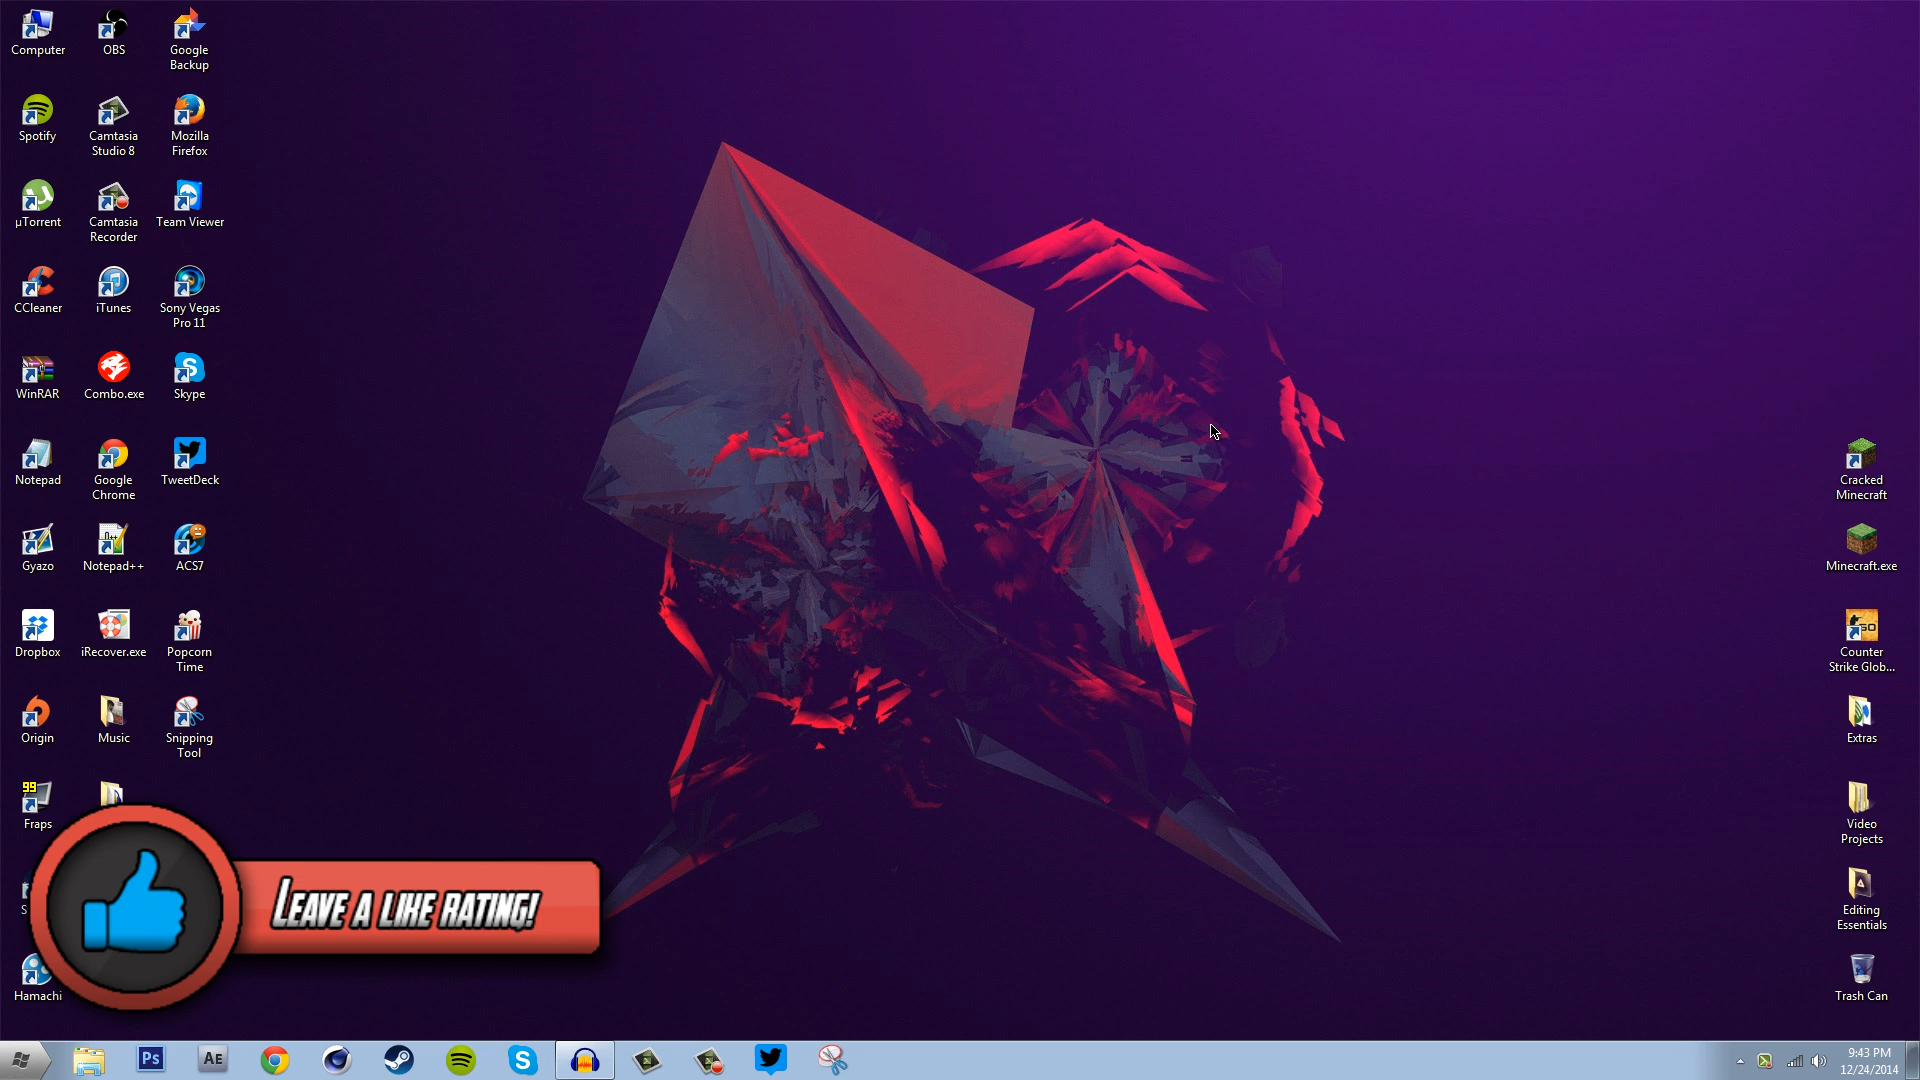 Computer
OBS
Google
Backup
Spotify
Camtasia
Studio 8
Mozilla
Firefox
µTorrent
Camtasia
Recorder
Team Viewer
CCleaner
iTunes
Sony Vegas
Pro 11
WinRAR
Combo.exe
Skype
Notepad
Google
Chrome
TweetDeck
Gyazo
Notepad++
ACS7
Dropbox
iRecover.exe
Popcorn
Time
Origin
Music
Snipping
Tool
99
Fraps
Hamachi
LEAVE A LIKE RATING!
Cracked
Minecraft
Minecraft.exe
GO
Counter
Strike Glob...
Extras
Video
Projects
Editing
Essentials
Trash Can
Ps
AE
9:43 PM
12/24/2014